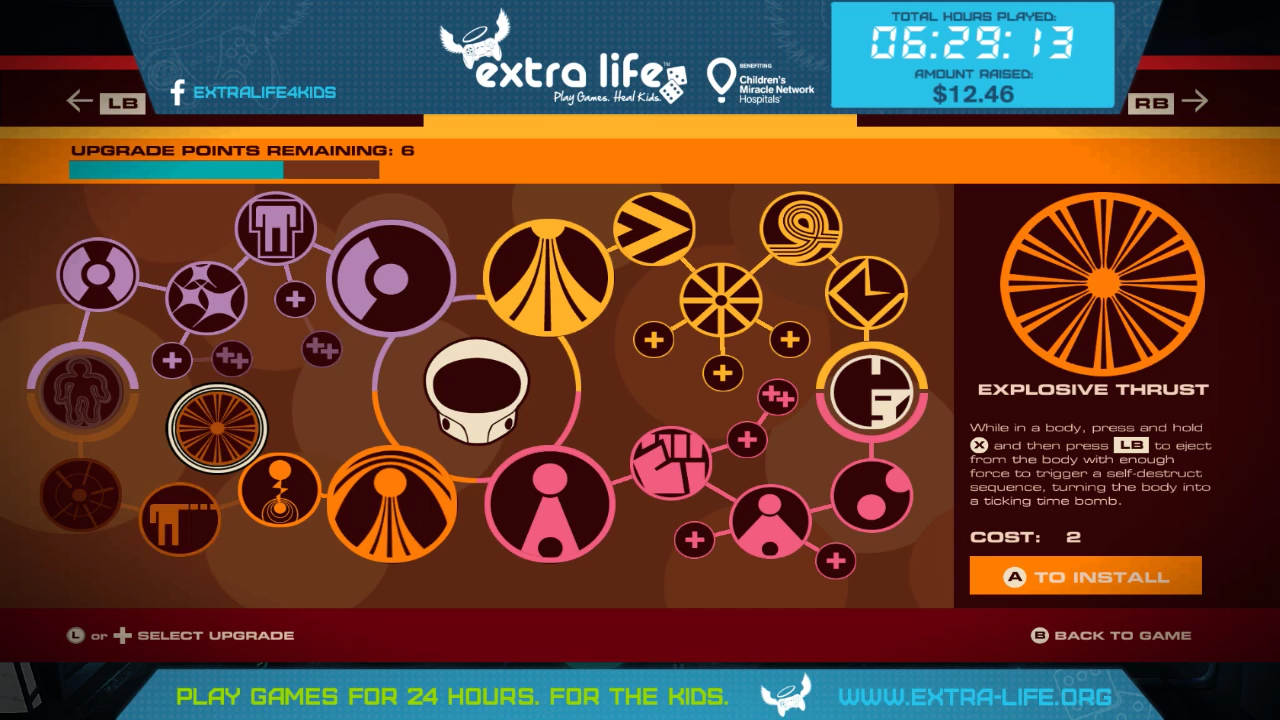 TOTAL HOURS PLAYED:
06:29:13
AMOUNT RAISED:
$12.46
extra life™
Play Games. Heal Kids.
BENEFITING
Children's
Miracle Network
Hospitals®
f EXTRALIFE4KIDS
← LB
RB →
UPGRADE POINTS REMAINING: 6
EXPLOSIVE THRUST
While in a body, press and hold
X and then press LB to eject
from the body with enough
force to trigger a self-destruct
sequence, turning the body into
a ticking time bomb.
COST: 2
A TO INSTALL
L or + SELECT UPGRADE
B BACK TO GAME
PLAY GAMES FOR 24 HOURS. FOR THE KIDS.
WWW.EXTRA-LIFE.ORG